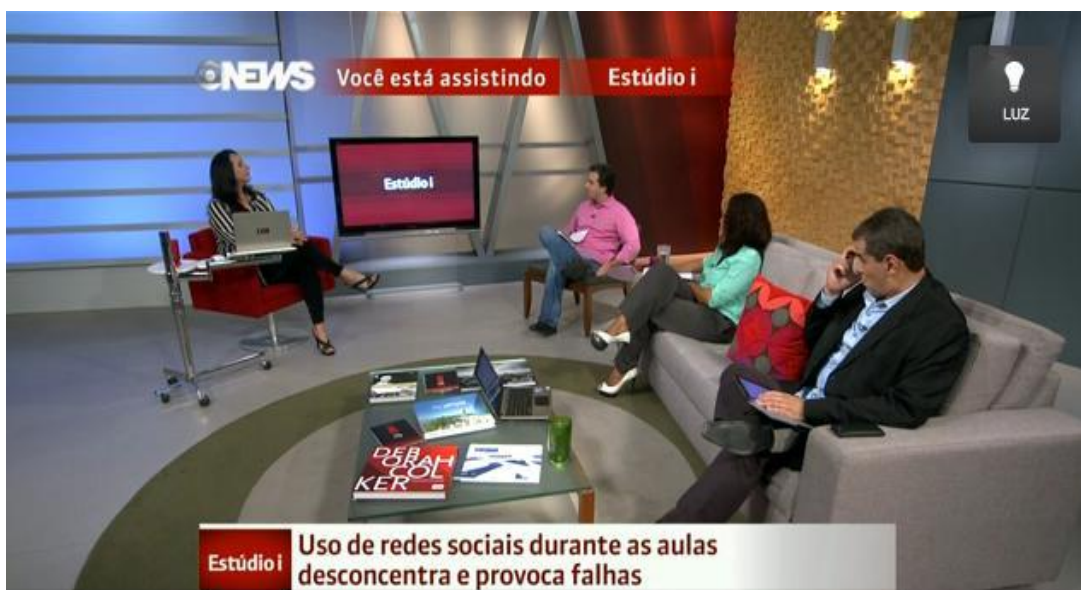 NEWS Você está assistindo Estúdio i
LUZ
Estúdio i
DEB
ORAH
COL
KER
Estúdio i
Uso de redes sociais durante as aulas
desconcentra e provoca falhas